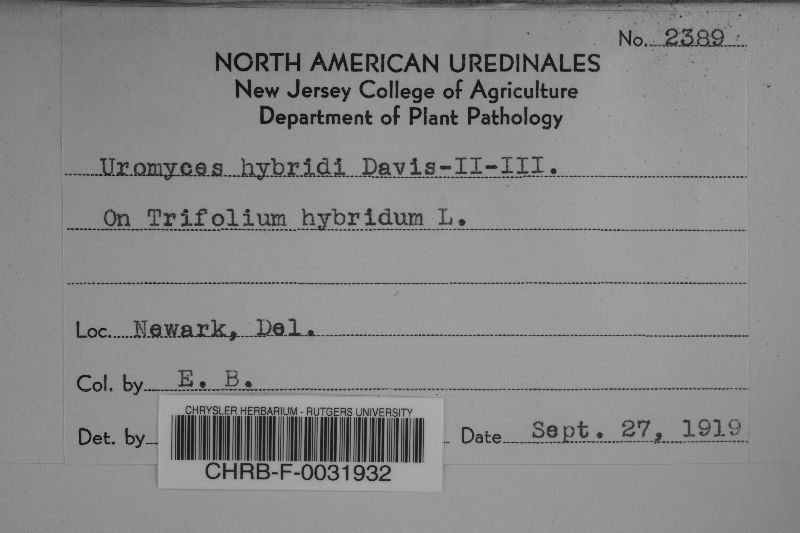 No. 2389
NORTH AMERICAN UREDINALES
New Jersey College of Agriculture
Department of Plant Pathology
Uromyces hybridi Davis-II-III.
On Trifolium hybridum L.
Loc. Newark, Del.
Col. by E. B.
Det. by
Date Sept. 27, 1919
CHRYSLER HERBARIUM - RUTGERS UNIVERSITY
CHRB-F-0031932